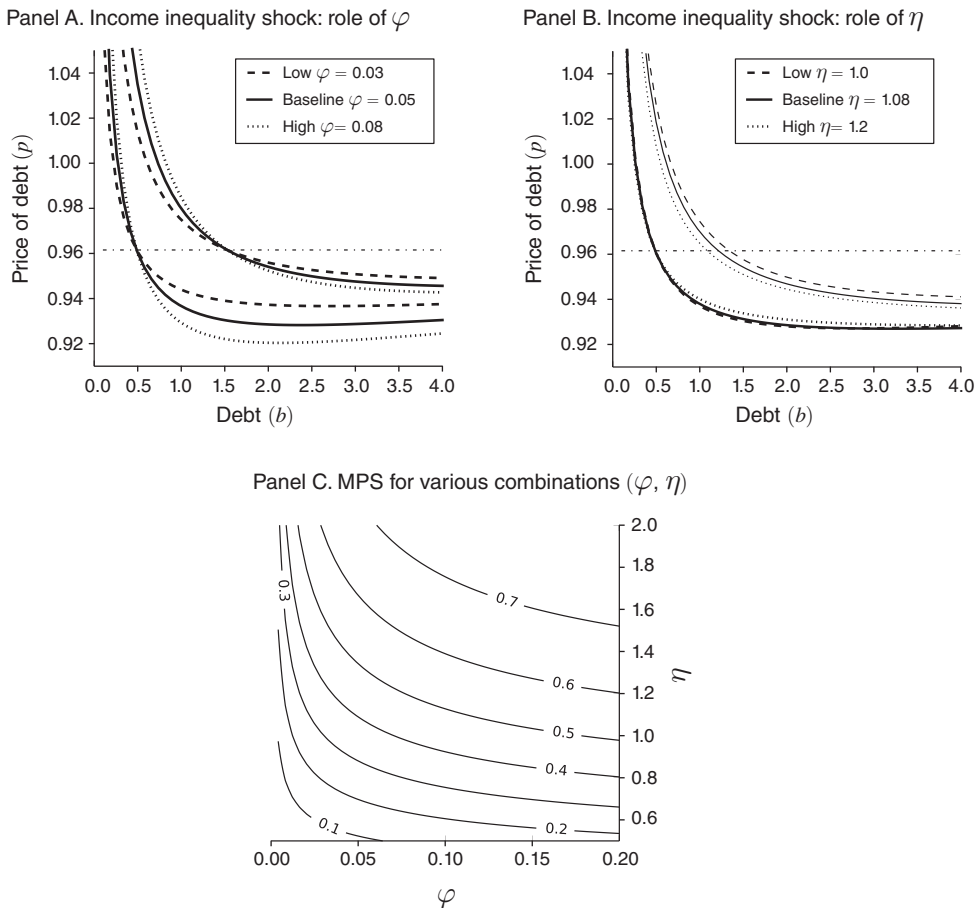 Panel A. Income inequality shock: role of φ
Price of debt (p)
1.04
1.02
1.00
0.98
0.96
0.94
0.92
Low φ = 0.03
Baseline φ = 0.05
High φ= 0.08
0.0 0.5 1.0 1.5 2.0 2.5 3.0 3.5 4.0
Debt (b)
Panel B. Income inequality shock: role of η
Price of debt (p)
1.04
1.02
1.00
0.98
0.96
0.94
0.92
Low η = 1.0
Baseline η = 1.08
High η= 1.2
0.0 0.5 1.0 1.5 2.0 2.5 3.0 3.5 4.0
Debt (b)
Panel C. MPS for various combinations (φ, η)
2.0
1.8
1.6
1.4
1.2
1.0
0.8
0.6
η
0.7
0.6
0.5
0.4
0.3
0.2
0.1
0.00 0.05 0.10 0.15 0.20
φ